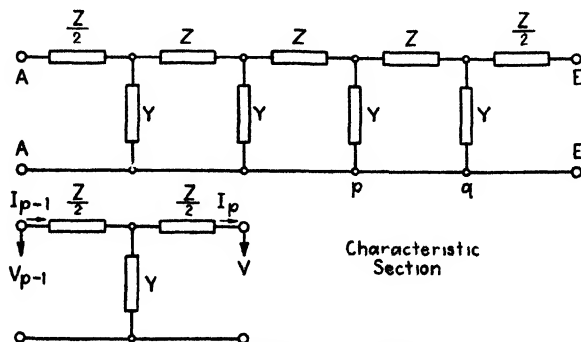 Z/2 Z Z Z Z/2
A E
Y Y Y Y
A E
p q
I_{p-1} Z/2 Z/2 I_p
V_{p-1} Y V
Characteristic
Section